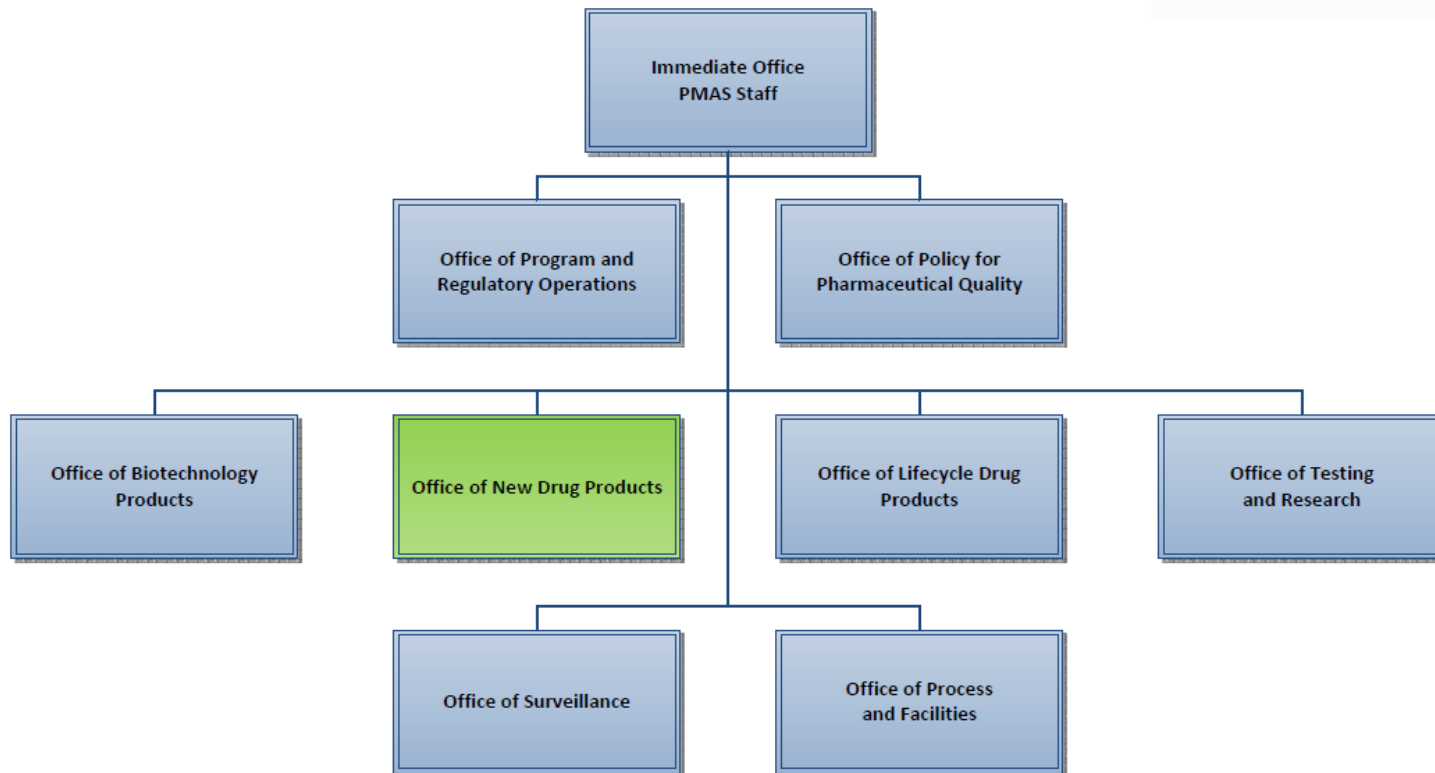 Immediate Office
PMAS Staff
Office of Program and
Regulatory Operations
Office of Policy for
Pharmaceutical Quality
Office of Biotechnology
Products
Office of New Drug Products
Office of Lifecycle Drug
Products
Office of Testing
and Research
Office of Surveillance
Office of Process
and Facilities